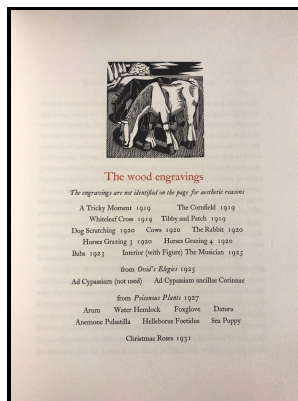 The wood engravings
The engravings are not identified on the page for aesthetic reasons
A Tricky Moment 1919 The Cornfield 1919
Whiteleaf Cross 1919 Tibby and Patch 1919
Dog Scratching 1920 Cows 1920 The Rabbit 1920
Horses Grazing 3 1920 Horses Grazing 4 1920
Babs 1923 Interior (with Figure) The Musician 1925
from Ovid's Elegies 1925
Ad Cypassiam (not used) Ad Cypassiam ancillae Corinnae
from Poisonous Plants 1927
Arum Water Hemlock Foxglove Datura
Anemone Pulsatilla Helleborus Foetidus Sea Poppy
Christmas Roses 1931